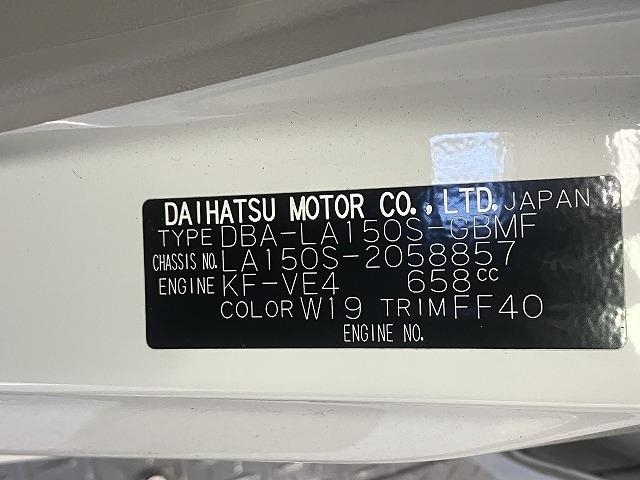 DAIHATSU MOTOR CO., LTD. JAPAN
TYPE DBA-LA150S-GBMF
CHASSIS NO. LA150S-2058857
ENGINE KF-VE4 658cc
COLOR W19 TRIM FF40
ENGINE NO.